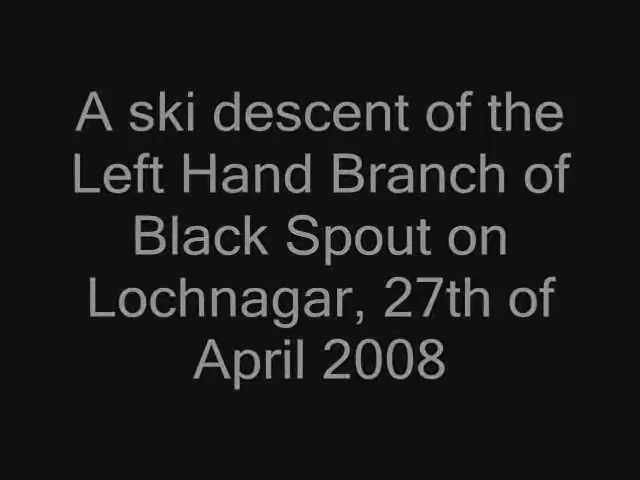 A ski descent of the
Left Hand Branch of
Black Spout on
Lochnagar, 27th of
April 2008